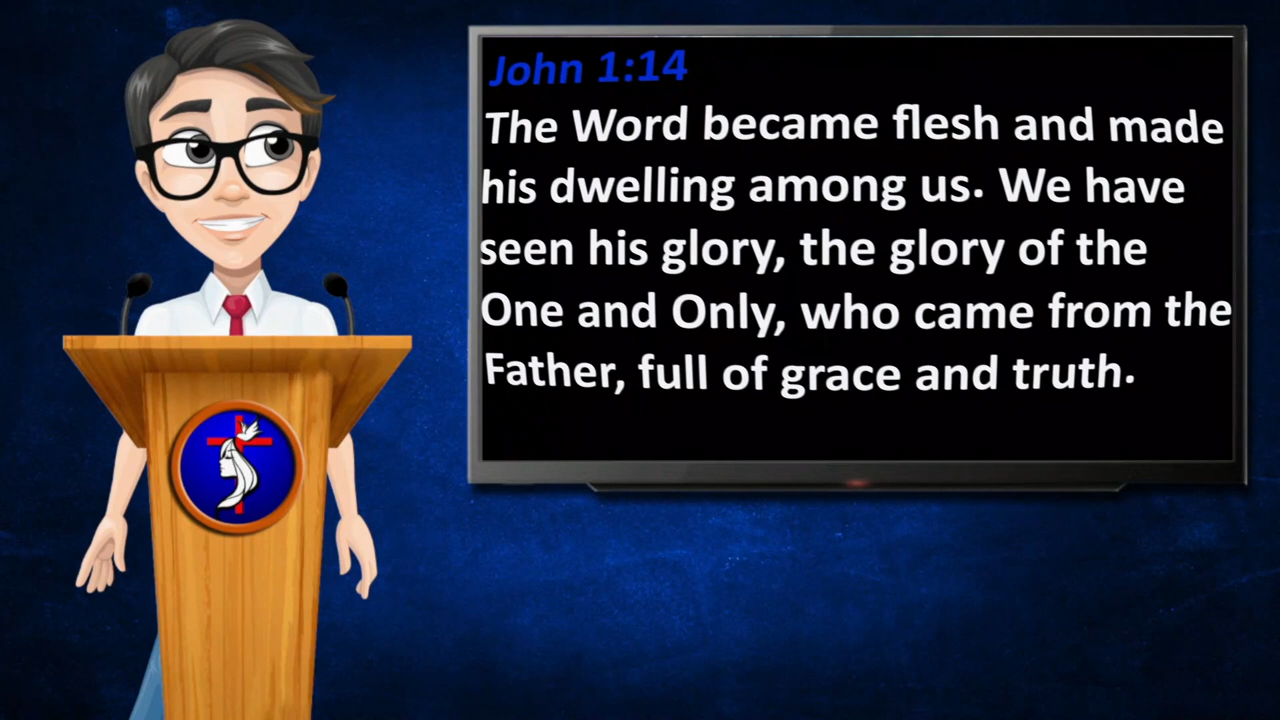 John 1:14
The Word became flesh and made
his dwelling among us. We have
seen his glory, the glory of the
One and Only, who came from the
Father, full of grace and truth.